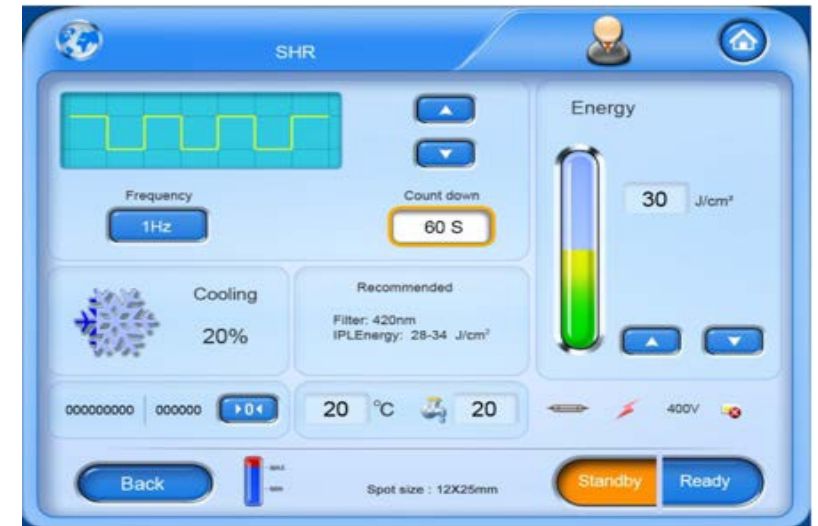 SHR
Energy
Frequency
Count down
1Hz
60 S
30 J/cm²
Cooling
20%
Recommended
Filter: 420nm
IPLEnergy: 28-34 J/cm²
000000000 000000 0
20 °C 20
400V
Back
Spot size : 12X25mm
Standby Ready